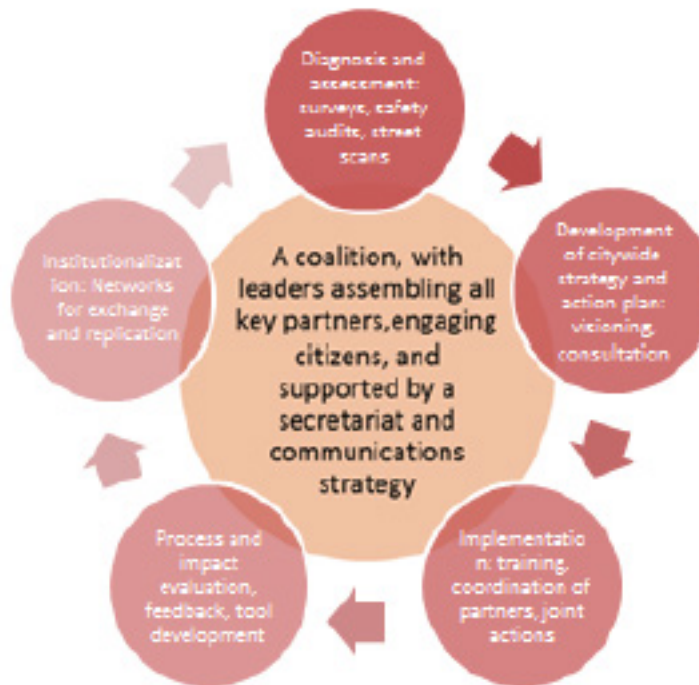 Diagnosis and
assessment:
surveys, safety
audits, street
scans
Development
of citywide
strategy and
action plan:
visioning,
consultation
Implementatio
n: training,
coordination of
partners, joint
actions
Process and
impact
evaluation,
feedback, tool
development
Institutionalizat
ion: Networks
for exchange
and replication
A coalition, with
leaders assembling all
key partners,engaging
citizens, and
supported by a
secretariat and
communications
strategy